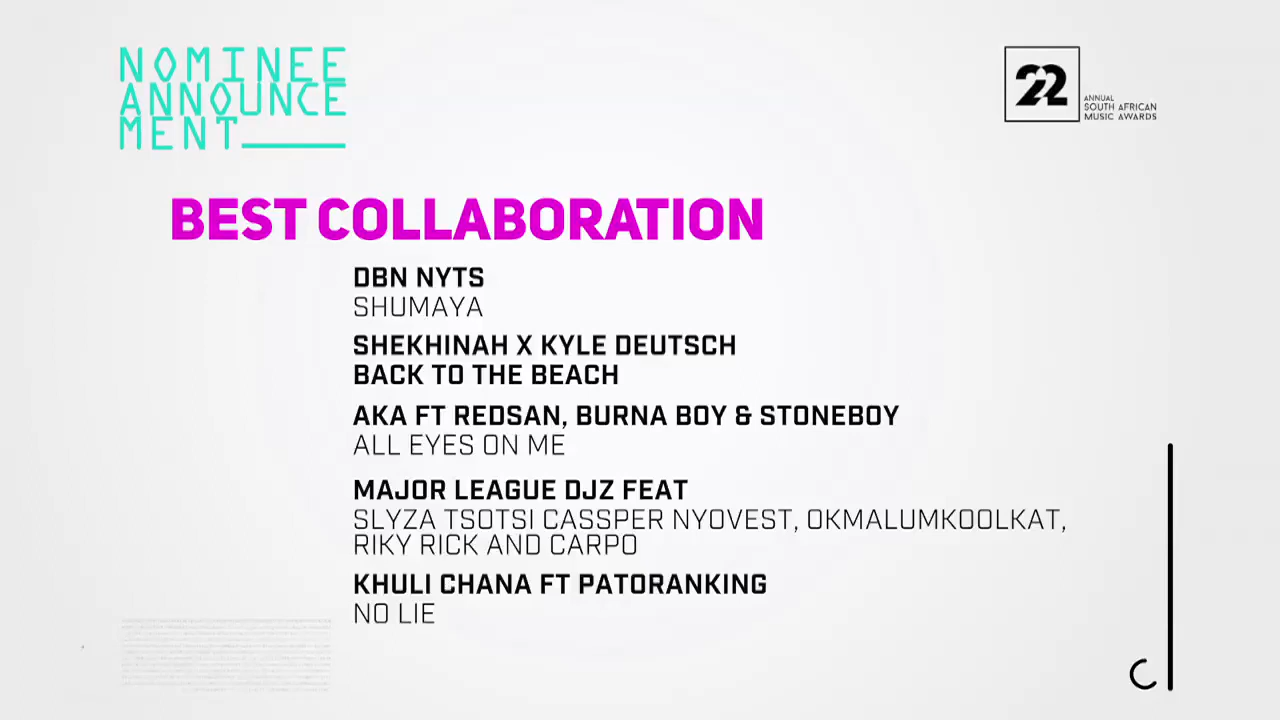 NOMINEE
ANNOUNCE
MENT
22
ANNUAL
SOUTH AFRICAN
MUSIC AWARDS
BEST COLLABORATION
DBN NYTS
SHUMAYA
SHEKHINAH X KYLE DEUTSCH
BACK TO THE BEACH
AKA FT REDSAN, BURNA BOY & STONEBOY
ALL EYES ON ME
MAJOR LEAGUE DJZ FEAT
SLYZA TSOTSI CASSPER NYOVEST, OKMALUMKOOLKAT,
RIKY RICK AND CARPO
KHULI CHANA FT PATORANKING
NO LIE